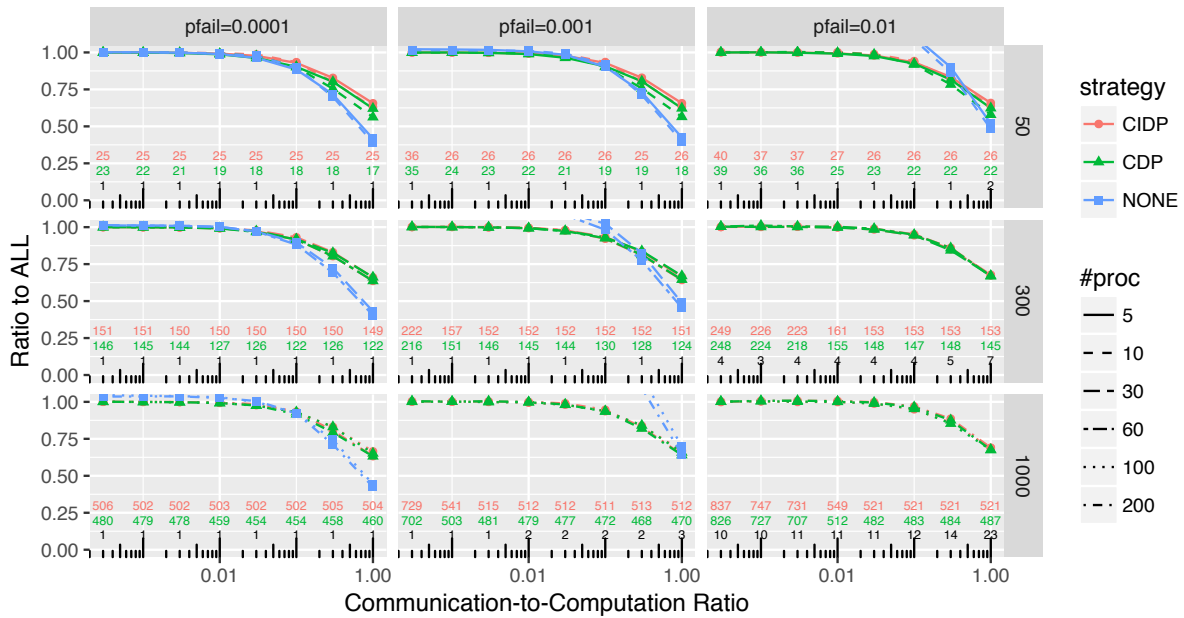 pfail=0.0001 pfail=0.001 pfail=0.01
1.00
0.75
0.50
0.25
0.00
25 25 25 25 25 25 25 25
23 22 21 19 18 18 18 17
1 1 1 1 1 1 1 1
36 26 26 26 26 26 25 26
35 24 23 22 21 19 19 18
1 1 1 1 1 1 1 1
40 37 37 27 26 26 26 26
39 36 36 25 23 22 22 22
1 1 1 1 1 1 1 2
50
1.00
0.75
0.50
0.25
0.00
151 151 150 150 150 150 150 149
146 145 144 127 126 122 126 122
1 1 1 1 1 1 1 1
222 157 152 152 152 152 152 151
216 151 146 145 144 130 128 124
1 1 1 1 1 1 1 1
249 226 223 161 153 153 153 153
248 224 218 155 148 147 148 145
4 3 4 4 4 4 5 7
300
1.00
0.75
0.50
0.25
0.00
506 502 502 503 502 502 505 504
480 479 478 459 454 454 458 460
1 1 1 1 1 1 1 1
729 541 515 512 512 511 513 512
702 503 481 479 477 472 468 470
1 1 1 2 2 2 2 3
837 747 731 549 521 521 521 521
826 727 707 512 482 483 484 487
10 10 11 11 11 12 14 23
1000
0.01 1.00 0.01 1.00 0.01 1.00
Communication-to-Computation Ratio
Ratio to ALL
strategy
CIDP
CDP
NONE
#proc
5
10
30
60
100
200